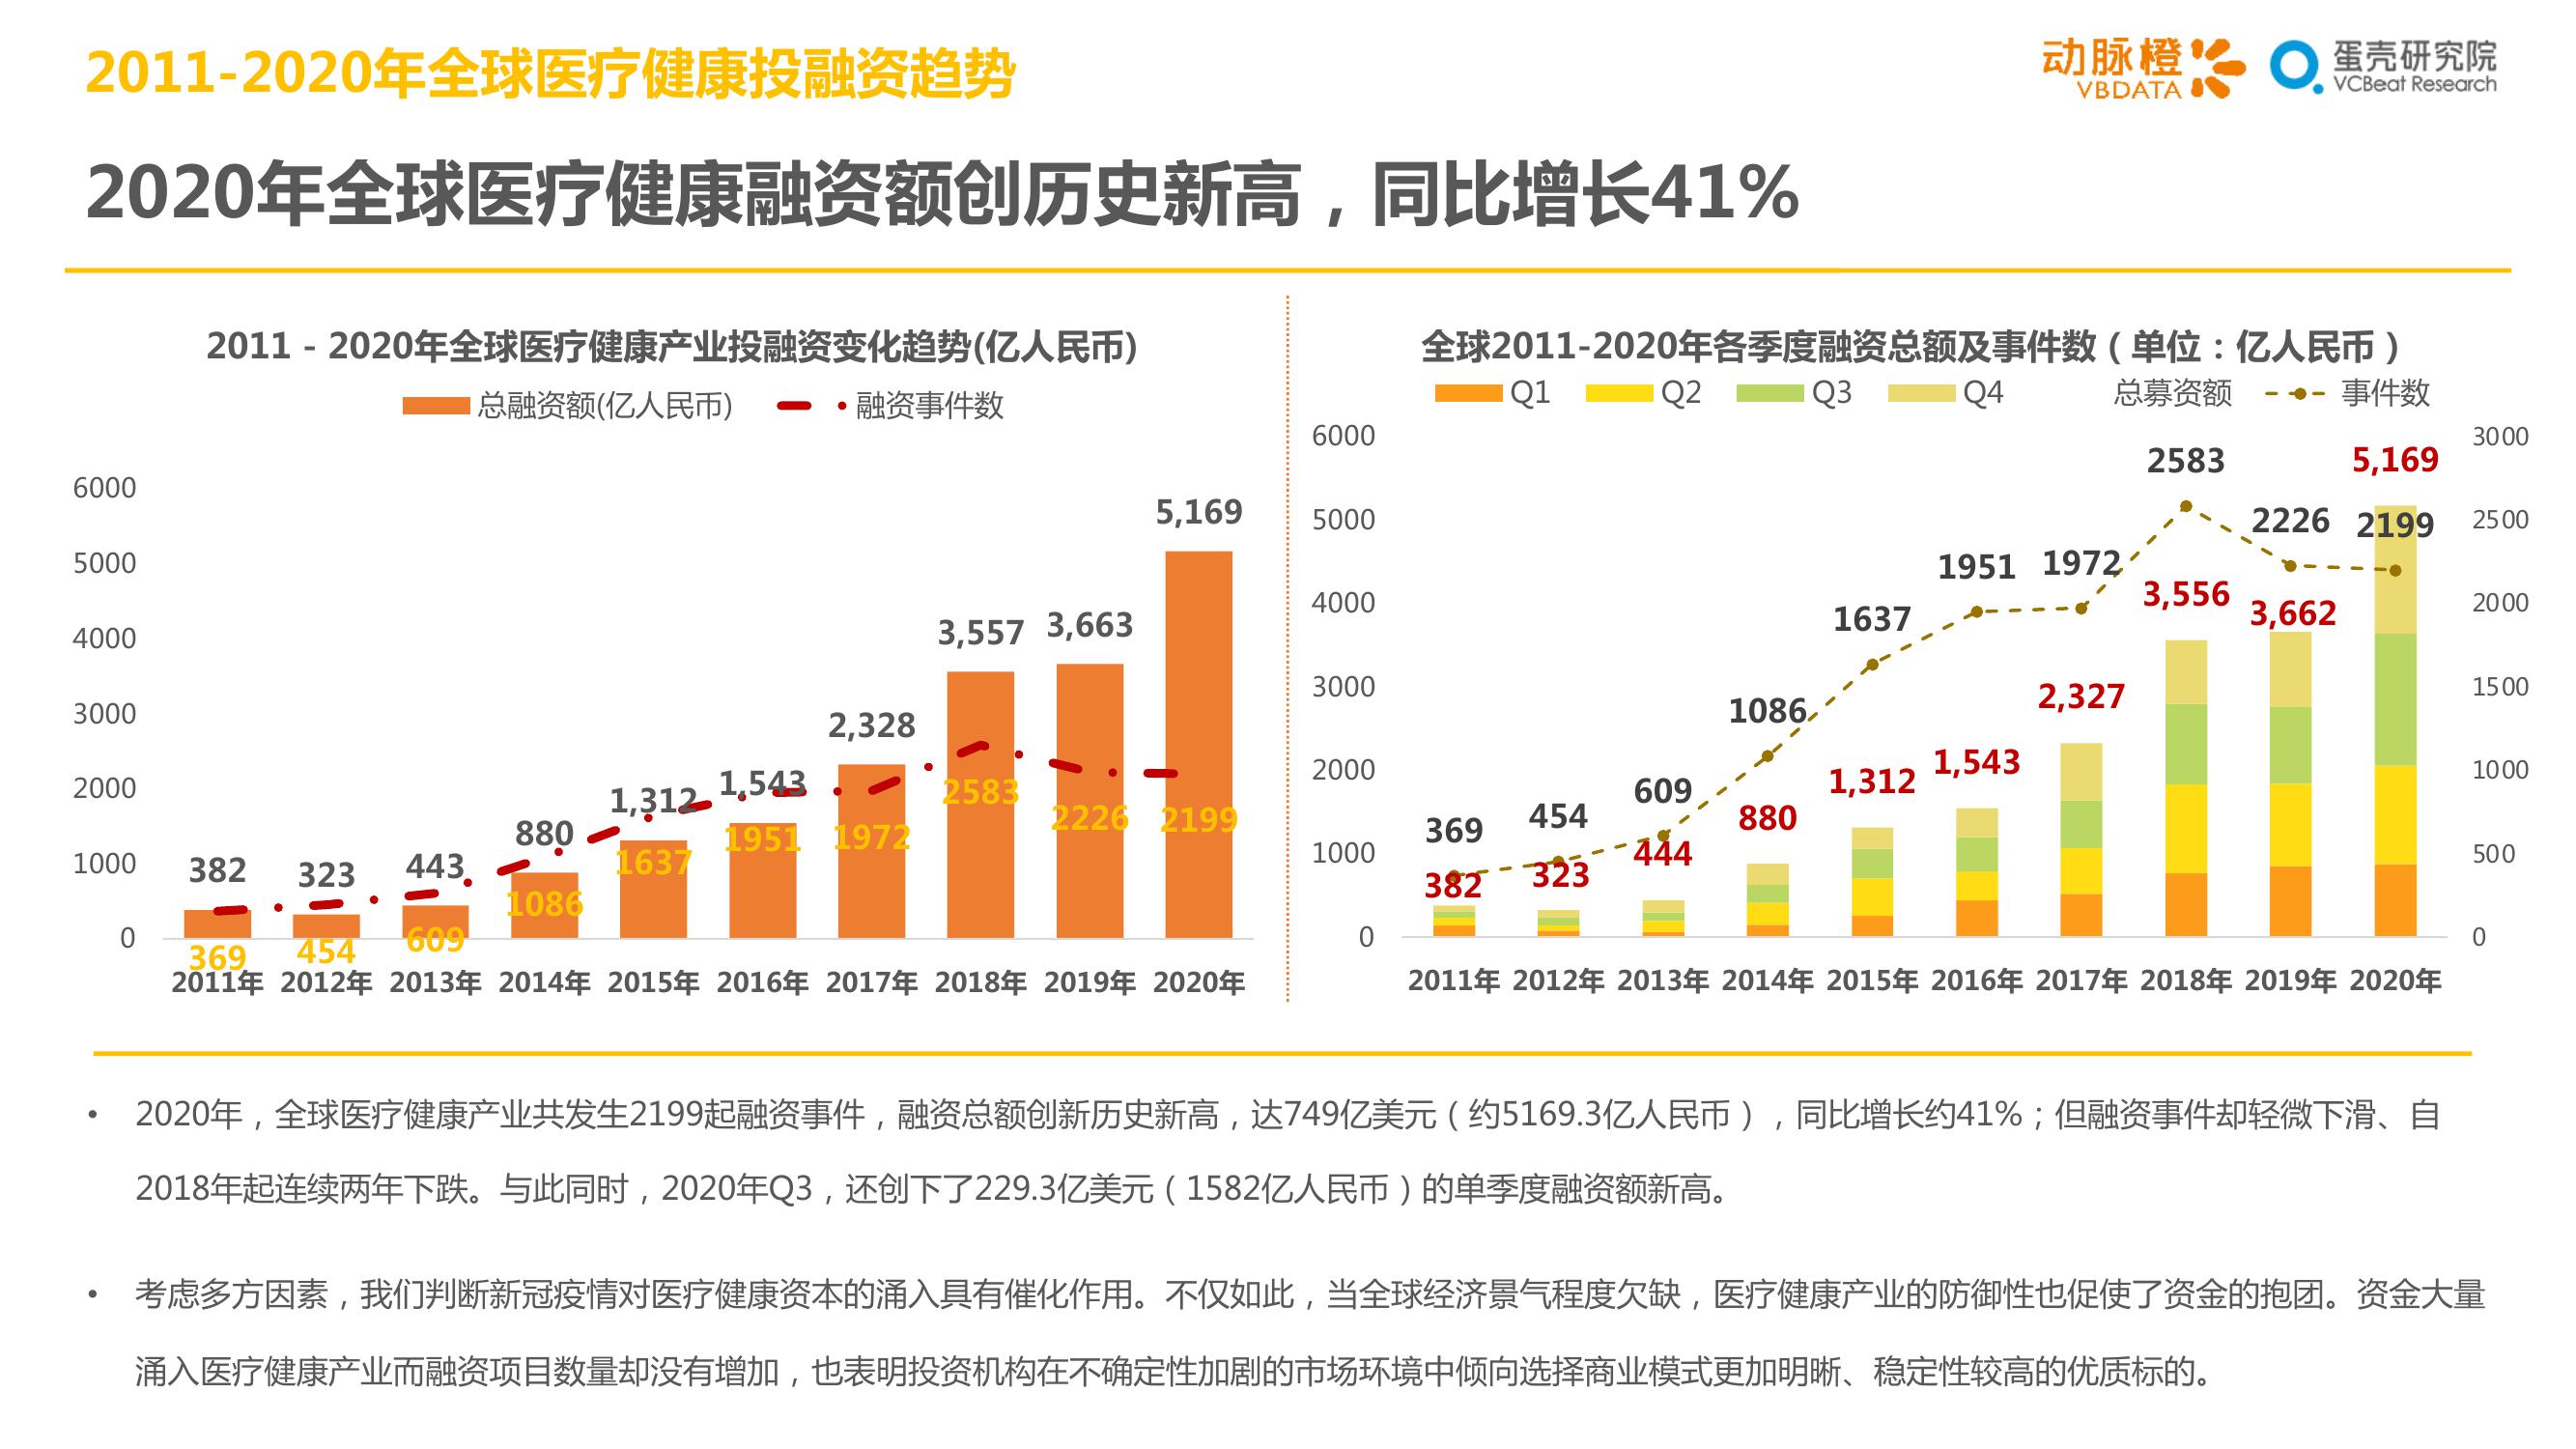 2011-2020年全球医疗健康投融资趋势
动脉橙
VBDATA
蛋壳研究院
VCBeat Research
2020年全球医疗健康融资额创历史新高，同比增长41%
2011 - 2020年全球医疗健康产业投融资变化趋势(亿人民币)
总融资额(亿人民币) 融资事件数
6000
5000
4000
3000
2000
1000
0
382 323 443 880 1,312 1,543 2,328 3,557 3,663 5,169
369 454 609 1086 1637 1951 1972 2583 2226 2199
2011年 2012年 2013年 2014年 2015年 2016年 2017年 2018年 2019年 2020年
全球2011-2020年各季度融资总额及事件数（单位：亿人民币）
Q1 Q2 Q3 Q4 总募资额 事件数
6000
5000
4000
3000
2000
1000
0
369 454 609 1086 1637 1951 1972 2583 2226 2199
382 323 444 880 1,312 1,543 2,327 3,556 3,662 5,169
3000
2500
2000
1500
1000
500
0
2011年 2012年 2013年 2014年 2015年 2016年 2017年 2018年 2019年 2020年
• 2020年，全球医疗健康产业共发生2199起融资事件，融资总额创新历史新高，达749亿美元（约5169.3亿人民币），同比增长约41%；但融资事件却轻微下滑、自
2018年起连续两年下跌。与此同时，2020年Q3，还创下了229.3亿美元（1582亿人民币）的单季度融资额新高。
• 考虑多方因素，我们判断新冠疫情对医疗健康资本的涌入具有催化作用。不仅如此，当全球经济景气程度欠缺，医疗健康产业的防御性也促使了资金的抱团。资金大量
涌入医疗健康产业而融资项目数量却没有增加，也表明投资机构在不确定性加剧的市场环境中倾向选择商业模式更加明晰、稳定性较高的优质标的。